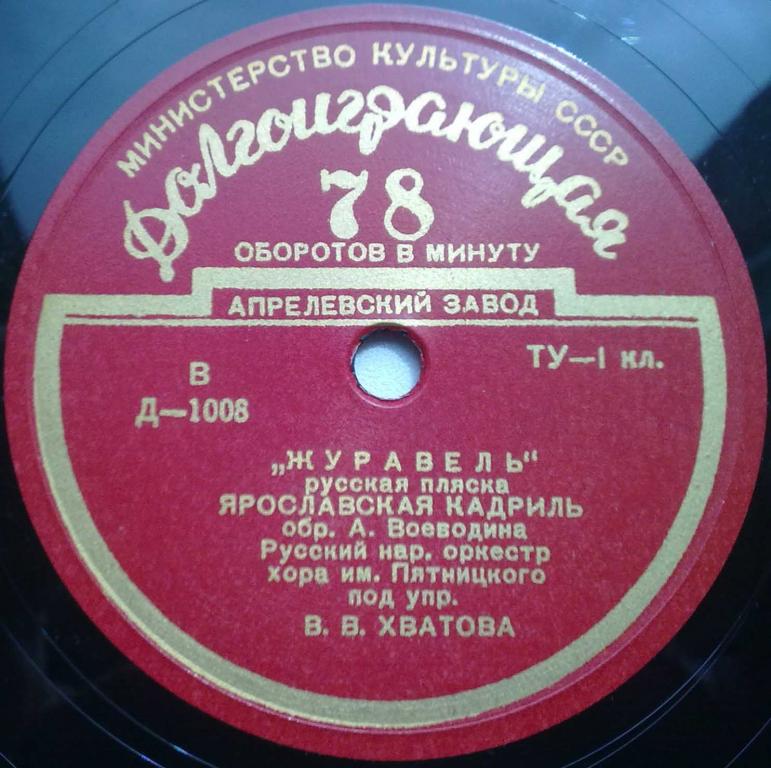 МИНИСТЕРСТВО КУЛЬТУРЫ СССР
Долгоиграющая
78
ОБОРОТОВ В МИНУТУ
АПРЕЛЕВСКИЙ ЗАВОД
В
Д—1008
ТУ—1 кл.
„ЖУРАВЕЛЬ“
русская пляска
ЯРОСЛАВСКАЯ КАДРИЛЬ
обр. А. Воеводина
Русский нар. оркестр
хора им. Пятницкого
под упр.
В. В. ХВАТОВА